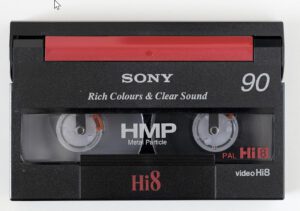 SONY
90
Rich Colours & Clear Sound
HMP
Metal Particle
PAL Hi8
Hi8
video Hi8